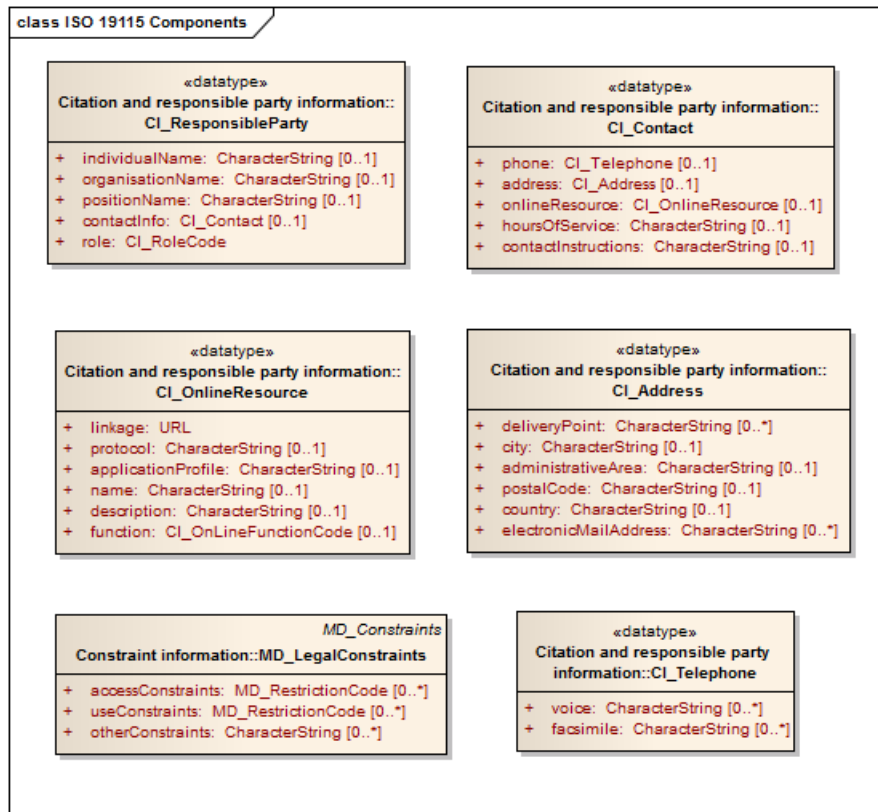 class ISO 19115 Components
«datatype»
Citation and responsible party information::
CI_ResponsibleParty
+ individualName: CharacterString [0..1]
+ organisationName: CharacterString [0..1]
+ positionName: CharacterString [0..1]
+ contactInfo: CI_Contact [0..1]
+ role: CI_RoleCode
«datatype»
Citation and responsible party information::
CI_Contact
+ phone: CI_Telephone [0..1]
+ address: CI_Address [0..1]
+ onlineResource: CI_OnlineResource [0..1]
+ hoursOfService: CharacterString [0..1]
+ contactInstructions: CharacterString [0..1]
«datatype»
Citation and responsible party information::
CI_OnlineResource
+ linkage: URL
+ protocol: CharacterString [0..1]
+ applicationProfile: CharacterString [0..1]
+ name: CharacterString [0..1]
+ description: CharacterString [0..1]
+ function: CI_OnLineFunctionCode [0..1]
«datatype»
Citation and responsible party information::
CI_Address
+ deliveryPoint: CharacterString [0..*]
+ city: CharacterString [0..1]
+ administrativeArea: CharacterString [0..1]
+ postalCode: CharacterString [0..1]
+ country: CharacterString [0..1]
+ electronicMailAddress: CharacterString [0..*]
MD_Constraints
Constraint information::MD_LegalConstraints
+ accessConstraints: MD_RestrictionCode [0..*]
+ useConstraints: MD_RestrictionCode [0..*]
+ otherConstraints: CharacterString [0..*]
«datatype»
Citation and responsible party
information::CI_Telephone
+ voice: CharacterString [0..*]
+ facsimile: CharacterString [0..*]